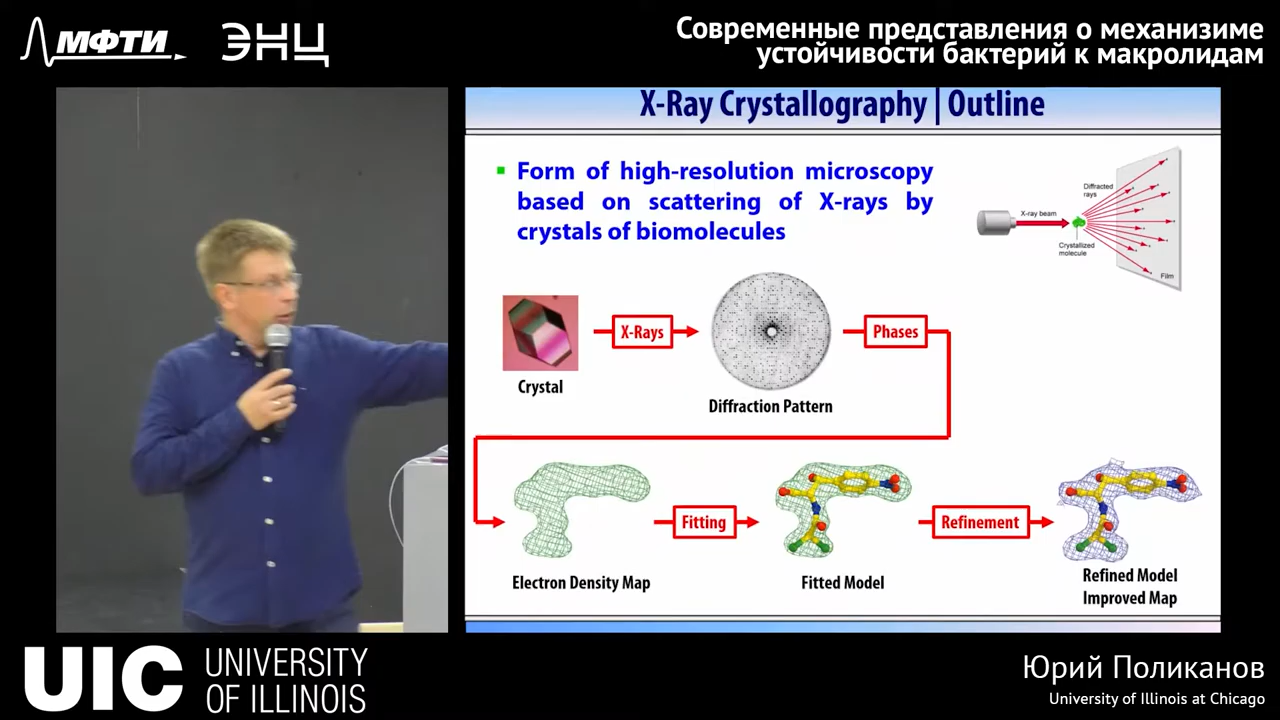 МФТИ
ЭНЦ
Современные представления о механизиме
устойчивости бактерий к макролидам
X-Ray Crystallography | Outline
Form of high-resolution microscopy
based on scattering of X-rays by
crystals of biomolecules
Diffracted
rays
X-ray beam
Crystallized
molecule
Film
X-Rays
Phases
Crystal
Diffraction Pattern
Fitting
Refinement
Electron Density Map
Fitted Model
Refined Model
Improved Map
UIC
UNIVERSITY
OF ILLINOIS
Юрий Поликанов
University of Illinois at Chicago